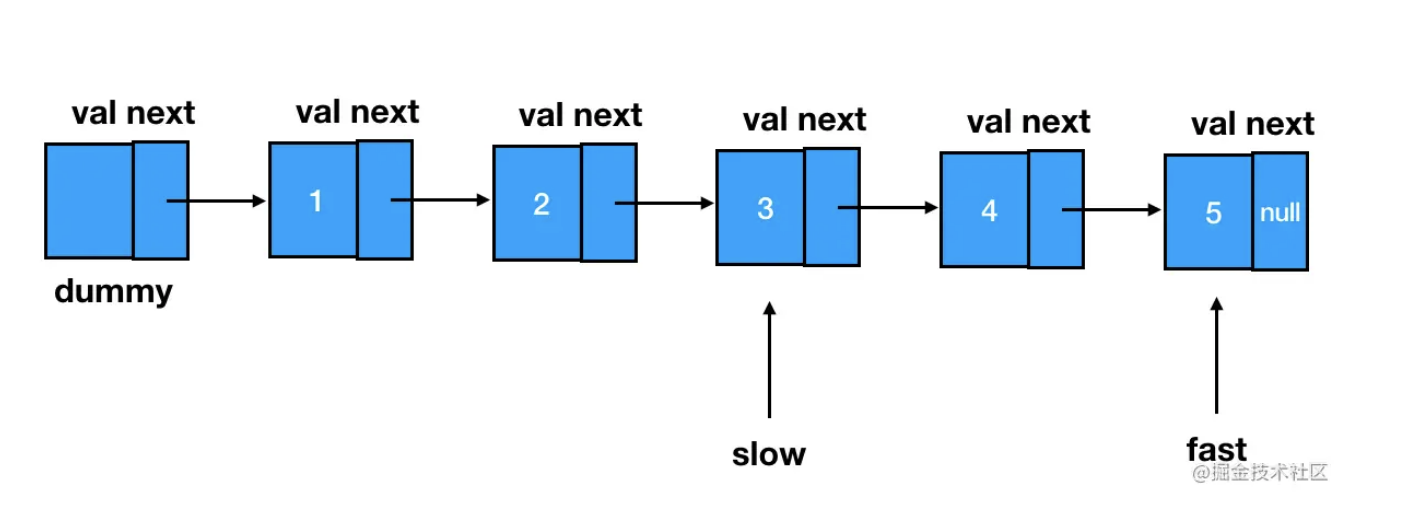 val next
val next
val next
val next
val next
val next
1
2
3
4
5
null
dummy
slow
fast
@掘金技术社区